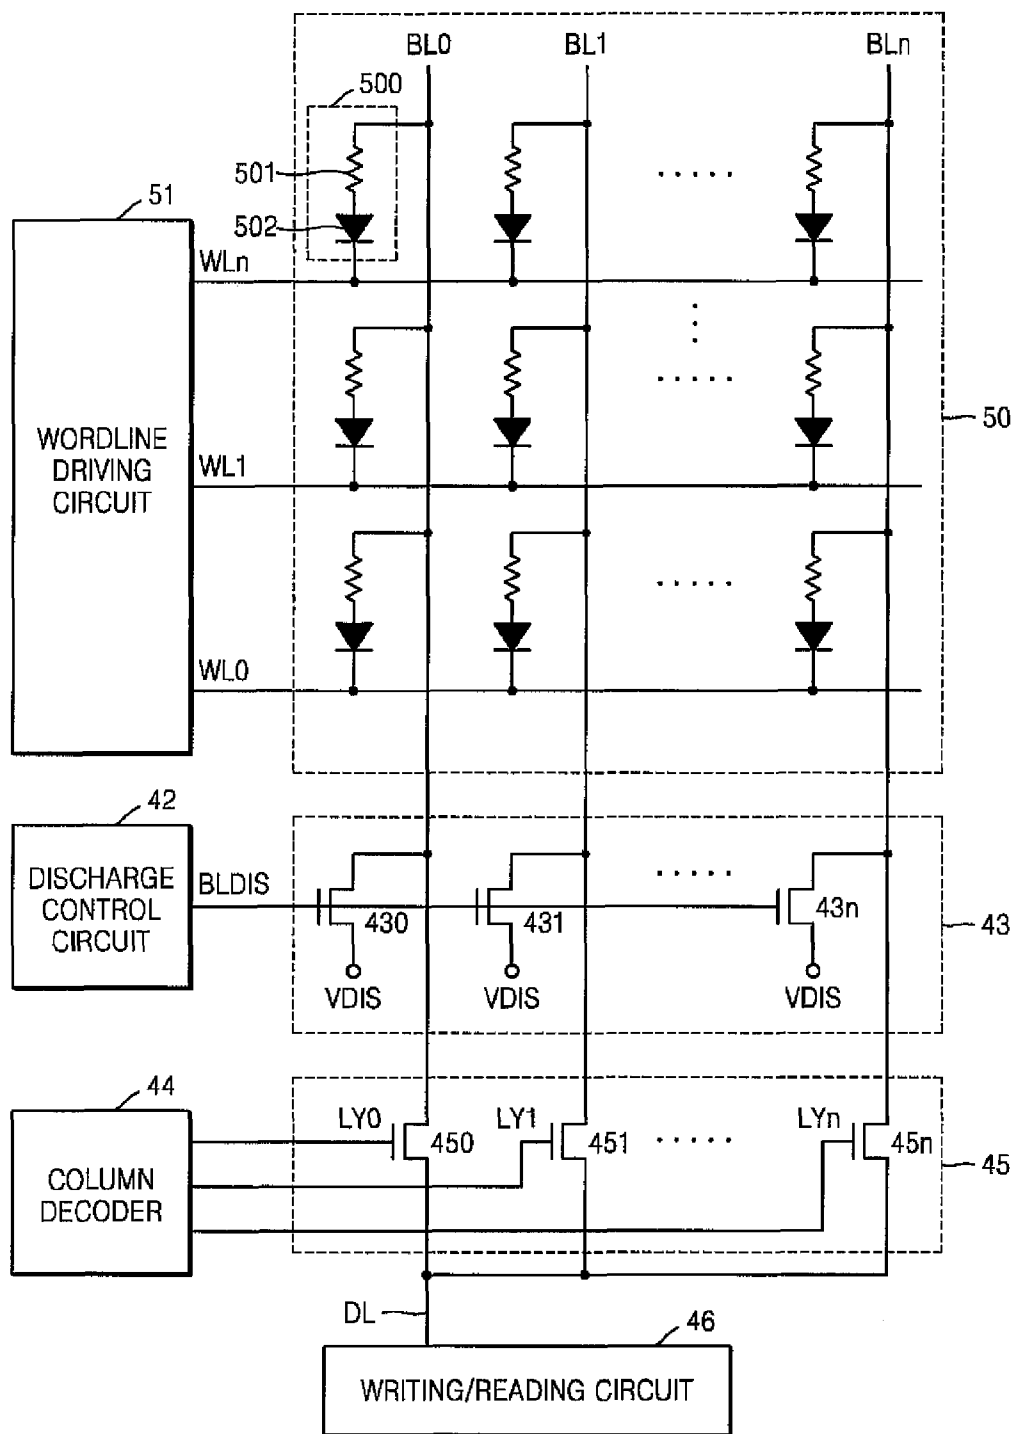 BL0 BL1 BLn
500
501
51
502
WLn
50
WORDLINE
DRIVING
CIRCUIT
WL1
WL0
42
DISCHARGE
CONTROL
CIRCUIT
BLDIS
430 431 43n
43
VDIS VDIS VDIS
44
LY0 LY1 LYn
450 451 45n
45
COLUMN
DECODER
DL
46
WRITING/READING CIRCUIT